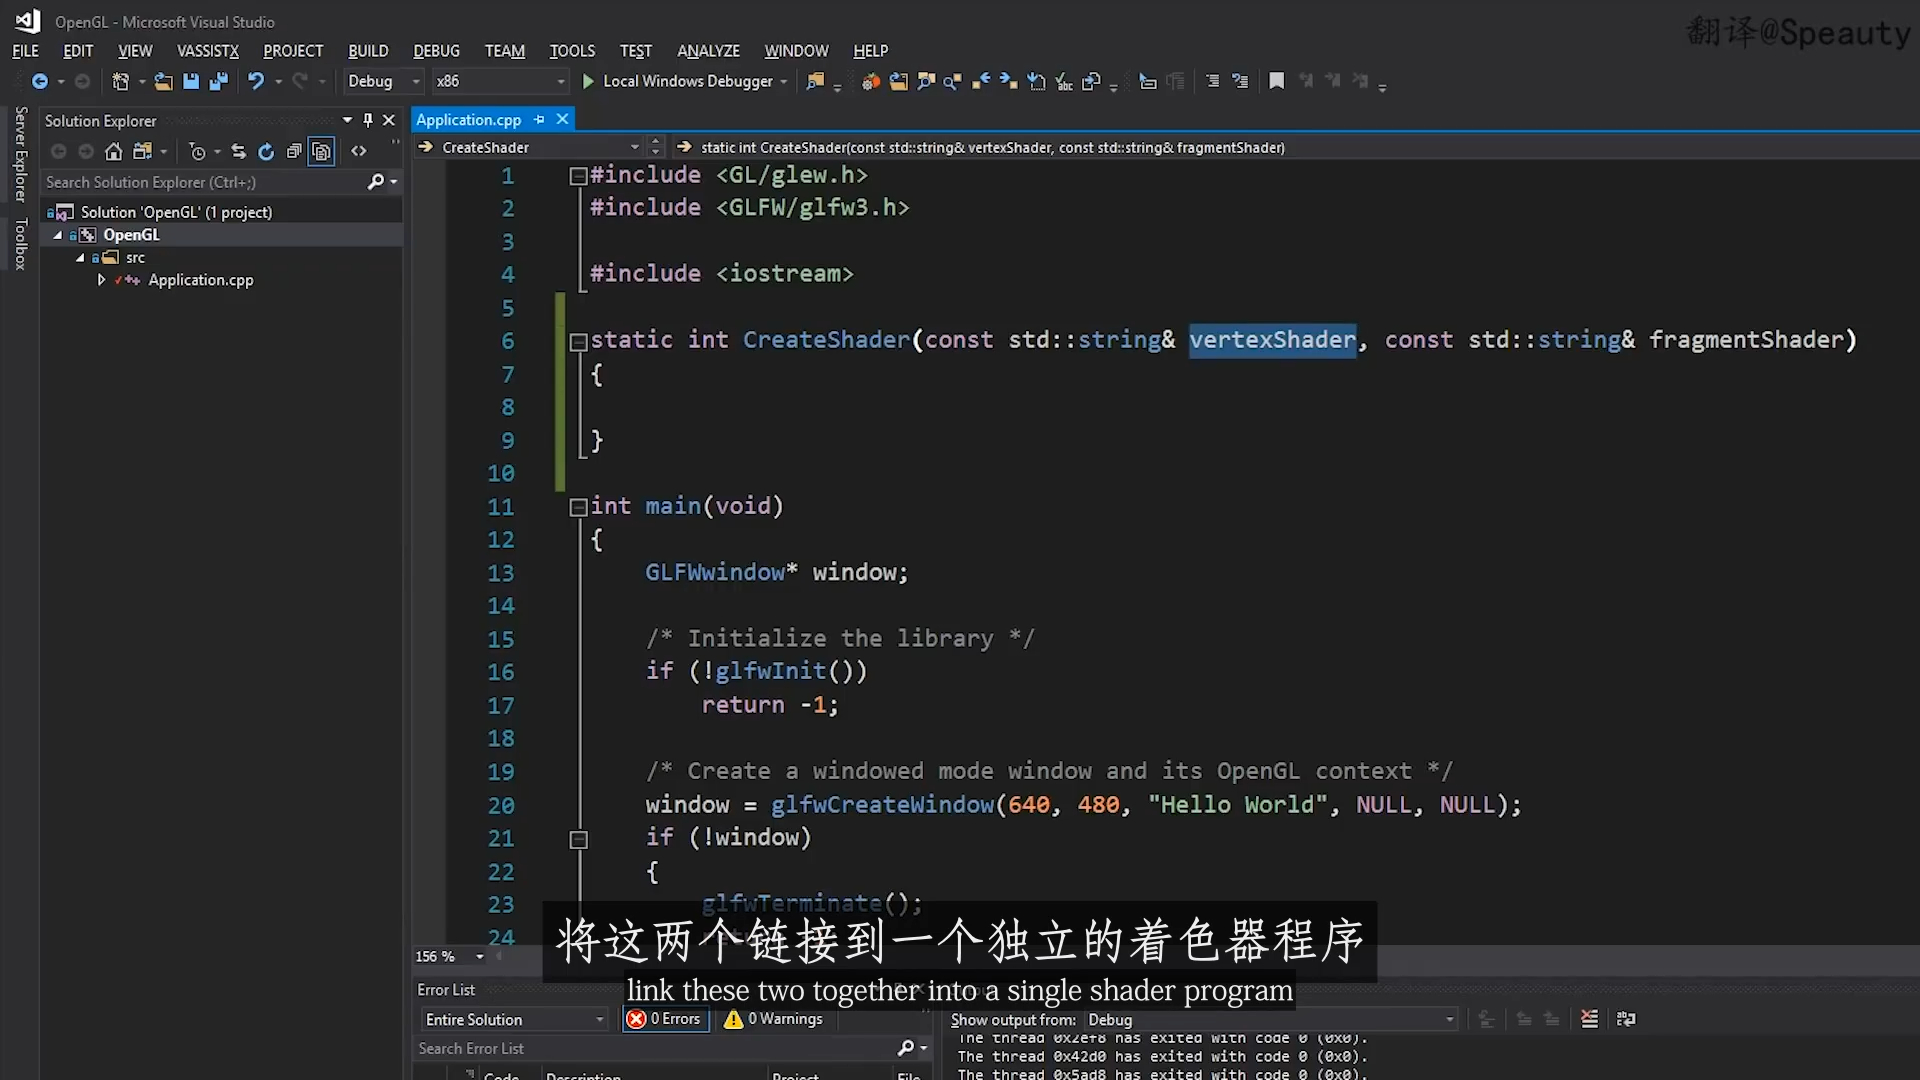 OpenGL - Microsoft Visual Studio
翻译@Speauty
FILE EDIT VIEW VASSISTX PROJECT BUILD DEBUG TEAM TOOLS TEST ANALYZE WINDOW HELP
Debug x86 Local Windows Debugger
Server Explorer
Toolbox
Solution Explorer
Search Solution Explorer (Ctrl+;)
Solution 'OpenGL' (1 project)
OpenGL
src
Application.cpp
Application.cpp
CreateShader static int CreateShader(const std::string& vertexShader, const std::string& fragmentShader)
1 #include <GL/glew.h>
2 #include <GLFW/glfw3.h>
3
4 #include <iostream>
5
6 static int CreateShader(const std::string& vertexShader, const std::string& fragmentShader)
7 {
8
9 }
10
11 int main(void)
12 {
13 GLFWwindow* window;
14
15 /* Initialize the library */
16 if (!glfwInit())
17 return -1;
18
19 /* Create a windowed mode window and its OpenGL context */
20 window = glfwCreateWindow(640, 480, "Hello World", NULL, NULL);
21 if (!window)
22 {
23 glfwTerminate();
24
将这两个链接到一个独立的着色器程序
link these two together into a single shader program
156 %
Error List
Entire Solution 0 Errors 0 Warnings
Search Error List
Code Description Project File
Show output from: Debug
The thread 0x2ef8 has exited with code 0 (0x0).
The thread 0x42d0 has exited with code 0 (0x0).
The thread 0x5ad8 has exited with code 0 (0x0).